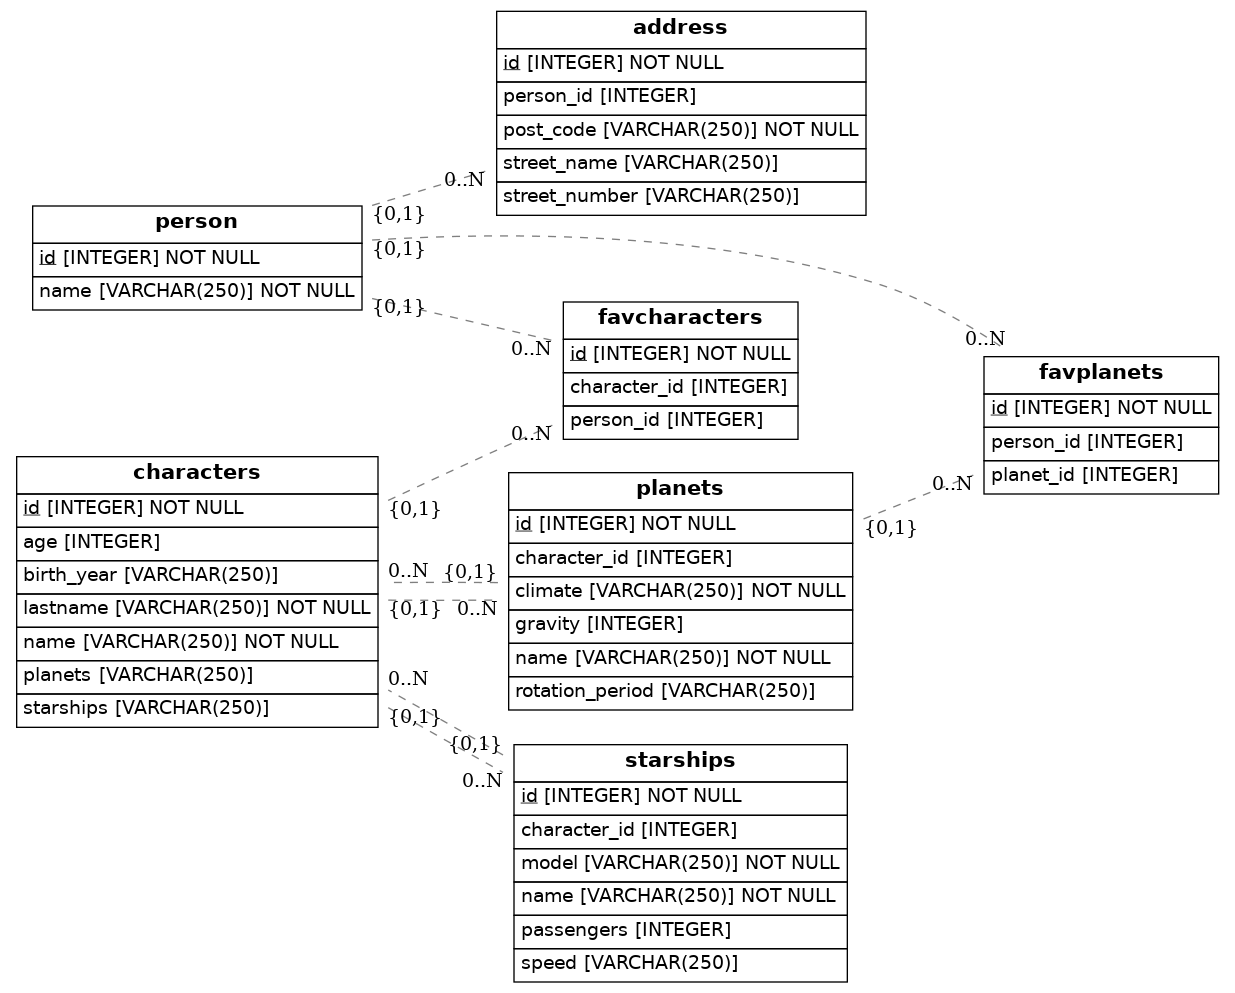 address
id [INTEGER] NOT NULL
person_id [INTEGER]
post_code [VARCHAR(250)] NOT NULL
street_name [VARCHAR(250)]
street_number [VARCHAR(250)]
0..N
{0,1}
person
id [INTEGER] NOT NULL
name [VARCHAR(250)] NOT NULL
{0,1}
0..N
{0,1}
0..N
favcharacters
id [INTEGER] NOT NULL
character_id [INTEGER]
person_id [INTEGER]
favplanets
id [INTEGER] NOT NULL
person_id [INTEGER]
planet_id [INTEGER]
0..N
{0,1}
0..N
{0,1}
characters
id [INTEGER] NOT NULL
age [INTEGER]
birth_year [VARCHAR(250)]
lastname [VARCHAR(250)] NOT NULL
name [VARCHAR(250)] NOT NULL
planets [VARCHAR(250)]
starships [VARCHAR(250)]
planets
id [INTEGER] NOT NULL
character_id [INTEGER]
climate [VARCHAR(250)] NOT NULL
gravity [INTEGER]
name [VARCHAR(250)] NOT NULL
rotation_period [VARCHAR(250)]
0..N {0,1}
{0,1} 0..N
0..N
{0,1}
{0,1}
0..N
starships
id [INTEGER] NOT NULL
character_id [INTEGER]
model [VARCHAR(250)] NOT NULL
name [VARCHAR(250)] NOT NULL
passengers [INTEGER]
speed [VARCHAR(250)]